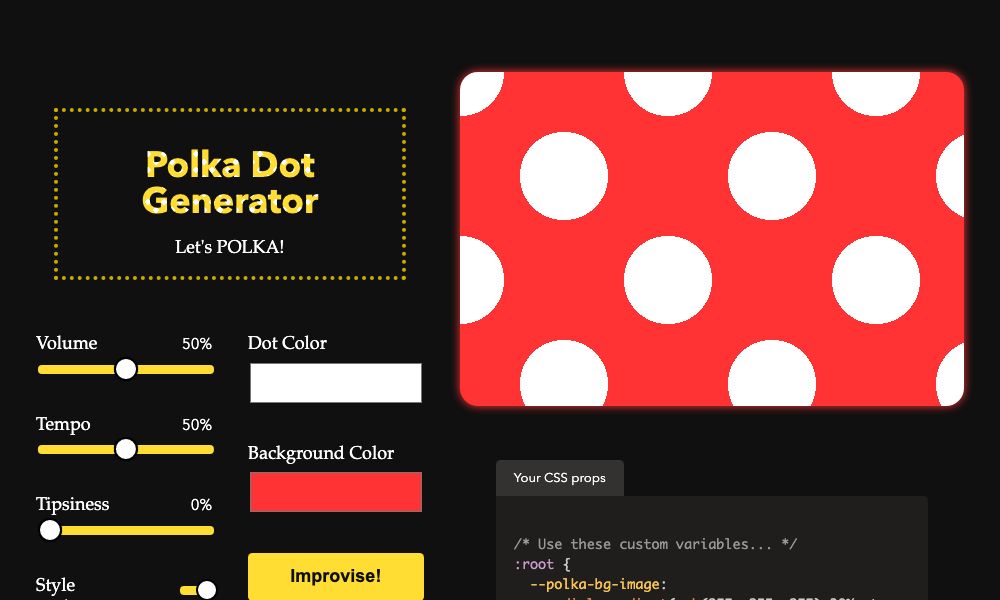 Polka Dot
Generator
Let's POLKA!
Volume 50%
Tempo 50%
Tipsiness 0%
Style
Dot Color
Background Color
Improvise!
Your CSS props
/* Use these custom variables... */
:root {
--polka-bg-image: